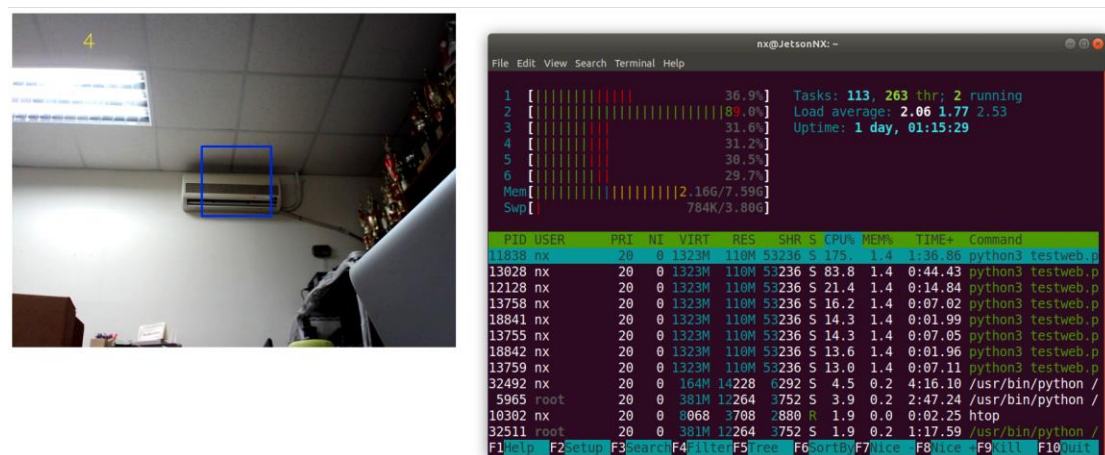 4
nx@JetsonNX: ~
File Edit View Search Terminal Help
1 [|||||||||||||| 36.9%] Tasks: 113, 263 thr; 2 running
2 [||||||||||||||||||||||||||89.0%] Load average: 2.06 1.77 2.53
3 [||||||||||| 31.6%] Uptime: 1 day, 01:15:29
4 [||||||||||| 31.2%]
5 [||||||||||| 30.5%]
6 [||||||||||| 29.7%]
Mem[||||||||||||||||||||2.16G/7.59G]
Swp[| 784K/3.80G]
PID USER PRI NI VIRT RES SHR S CPU% MEM% TIME+ Command
11838 nx 20 0 1323M 110M 53236 S 175. 1.4 1:36.86 python3 testweb.p
13028 nx 20 0 1323M 110M 53236 S 83.8 1.4 0:44.43 python3 testweb.p
12128 nx 20 0 1323M 110M 53236 S 21.4 1.4 0:14.84 python3 testweb.p
13758 nx 20 0 1323M 110M 53236 S 16.2 1.4 0:07.02 python3 testweb.p
18841 nx 20 0 1323M 110M 53236 S 14.3 1.4 0:01.99 python3 testweb.p
13755 nx 20 0 1323M 110M 53236 S 14.3 1.4 0:07.05 python3 testweb.p
18842 nx 20 0 1323M 110M 53236 S 13.6 1.4 0:01.96 python3 testweb.p
13759 nx 20 0 1323M 110M 53236 S 13.0 1.4 0:07.11 python3 testweb.p
32492 nx 20 0 164M 14228 6292 S 4.5 0.2 4:16.10 /usr/bin/python /
5965 root 20 0 381M 12264 3752 S 3.9 0.2 2:47.24 /usr/bin/python /
10302 nx 20 0 8068 3708 2880 R 1.9 0.0 0:02.25 htop
32511 root 20 0 381M 12264 3752 S 1.9 0.2 1:17.59 /usr/bin/python /
F1Help F2Setup F3SearchF4FilterF5Tree F6SortByF7Nice -F8Nice +F9Kill F10Quit